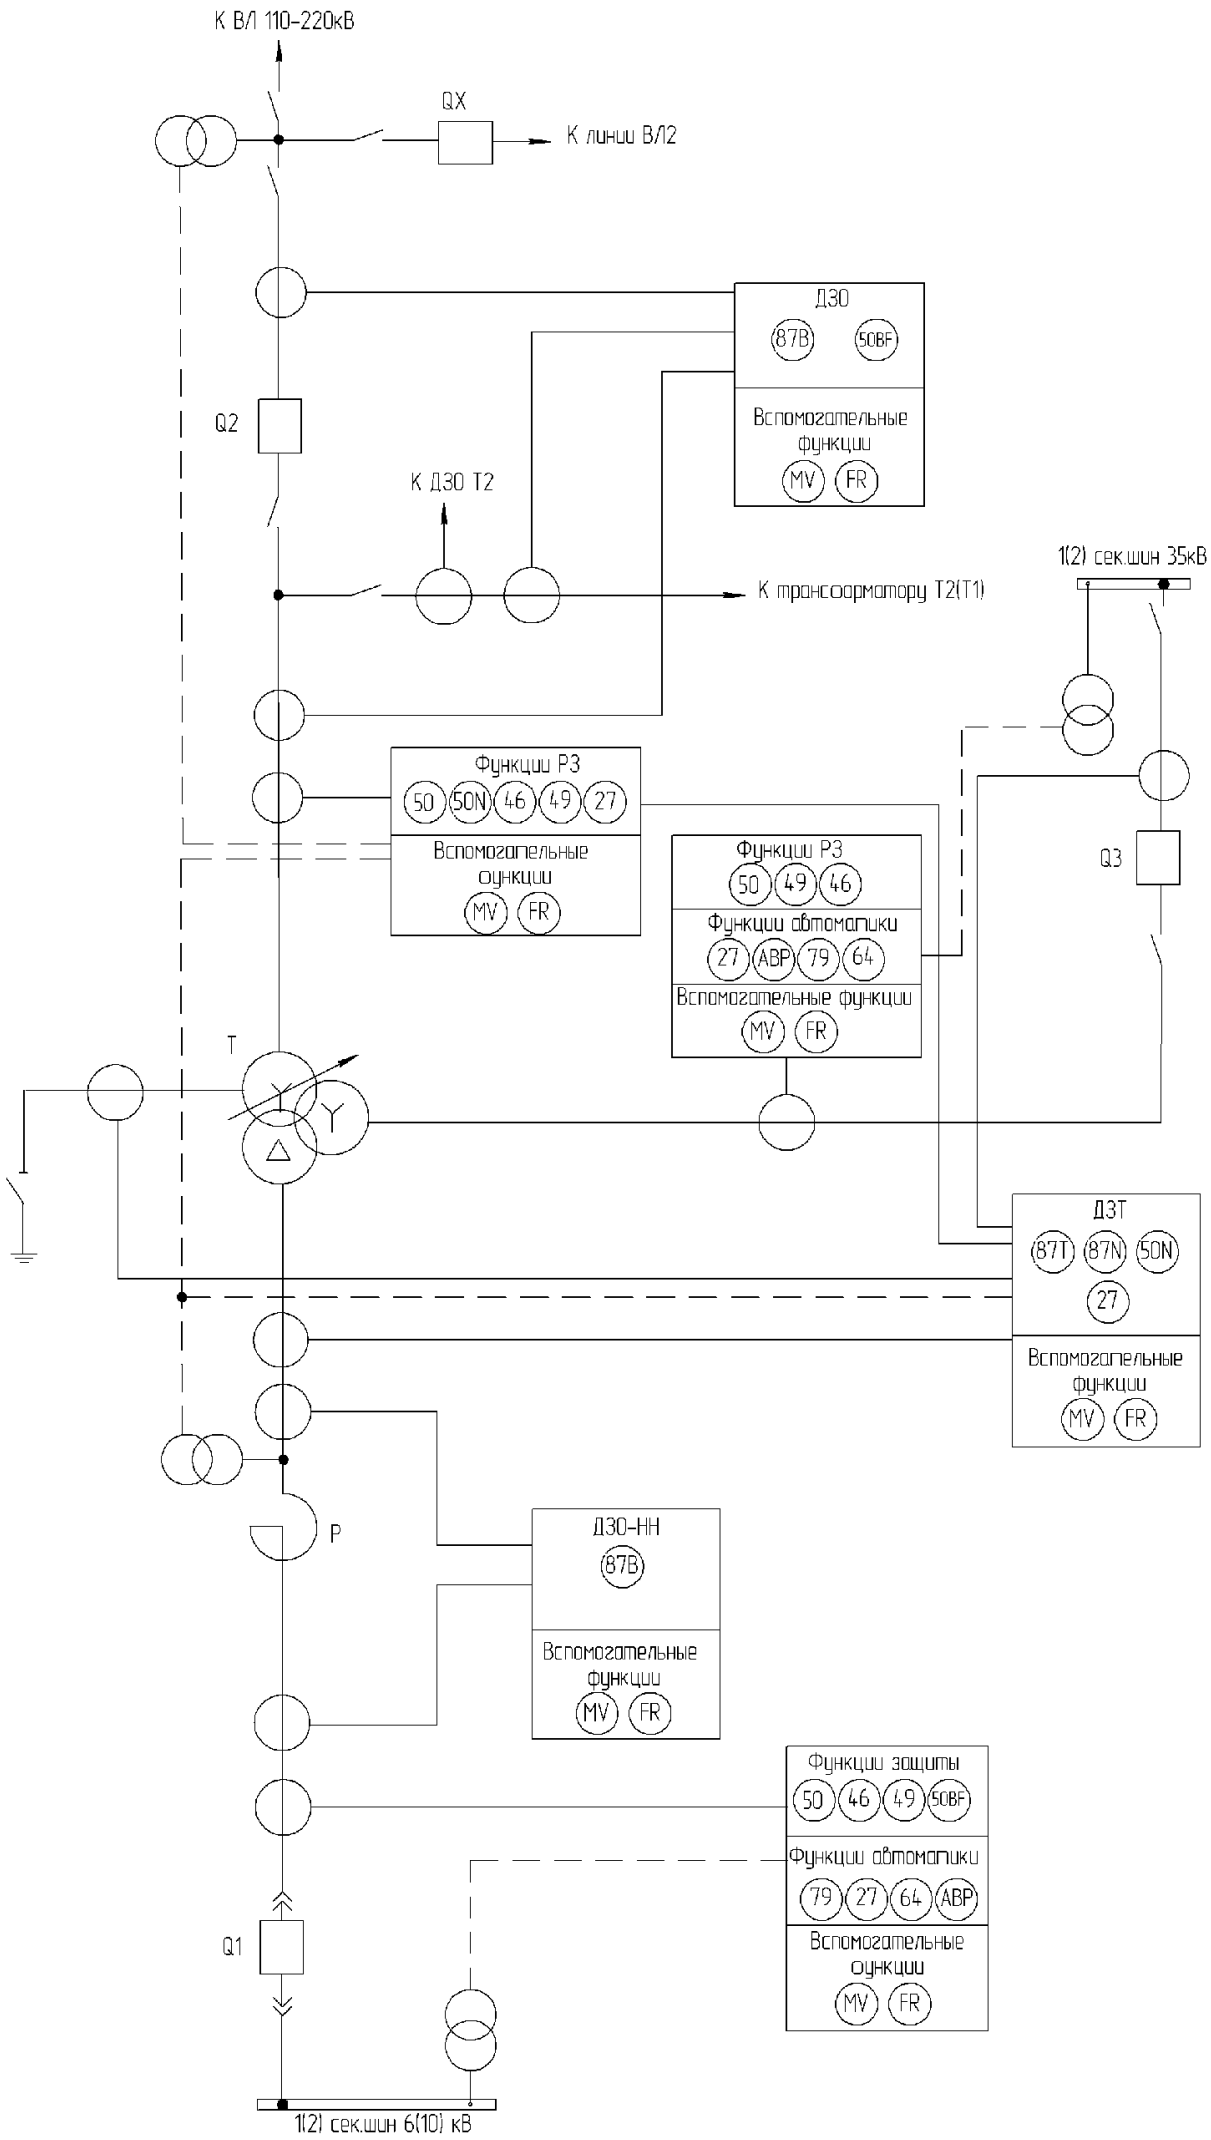 К ВЛ 110-220кВ
QX
К линии ВЛ2
ДЗО
87В
50BF
Q2
Вспомогательные
функции
MV
FR
К ДЗО Т2
1(2) сек.шин 35кВ
К трансоорматору Т2(Т1)
Функции РЗ
50
50N
46
49
27
Вспомогательные
оункции
MV
FR
Функции РЗ
50
49
46
Q3
Функции автоматики
27
АВР
79
64
Вспомогательные функции
MV
FR
Т
ДЗТ
87Т
87N
50N
27
Вспомогательные
функции
MV
FR
Р
ДЗО-НН
87В
Вспомогательные
функции
MV
FR
Функции защиты
50
46
49
50BF
Функции автоматики
79
27
64
АВР
Q1
Вспомогательные
оункции
MV
FR
1(2) сек.шин 6(10) кВ